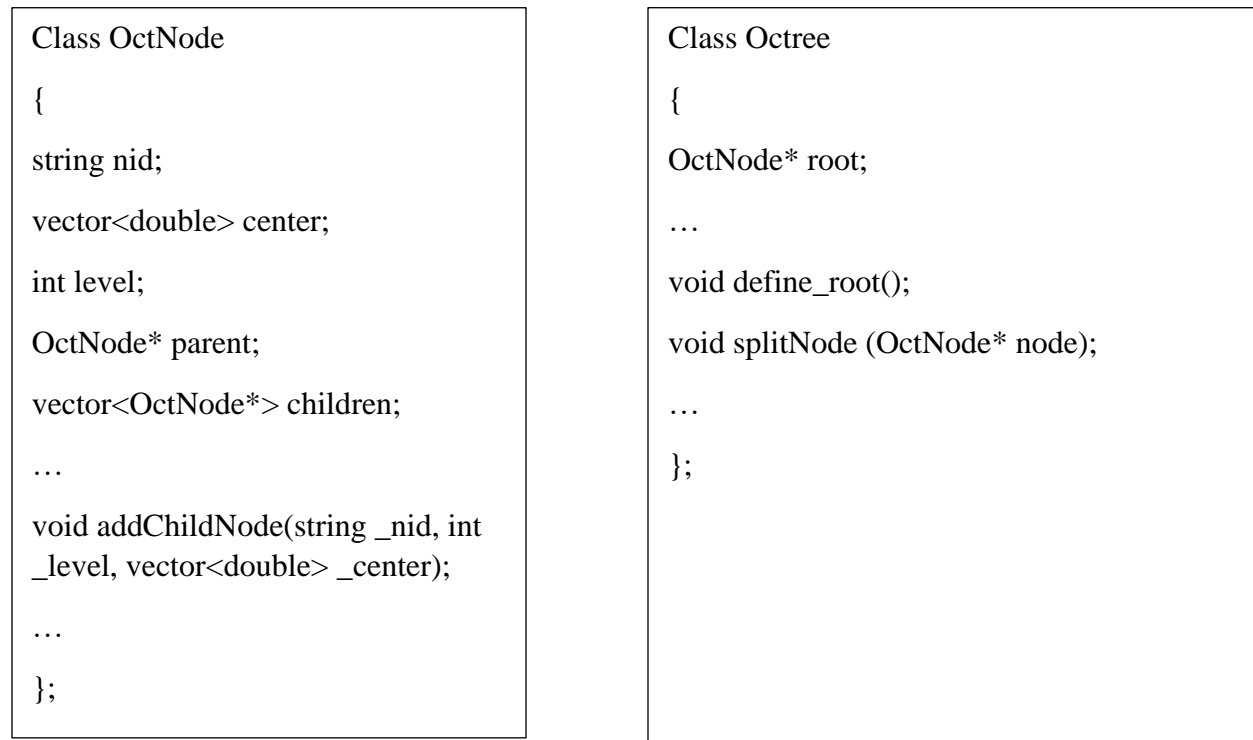 Class OctNode
{
string nid;
vector<double> center;
int level;
OctNode* parent;
vector<OctNode*> children;
…
void addChildNode(string _nid, int
_level, vector<double> _center);
…
};
Class Octree
{
OctNode* root;
…
void define_root();
void splitNode (OctNode* node);
…
};